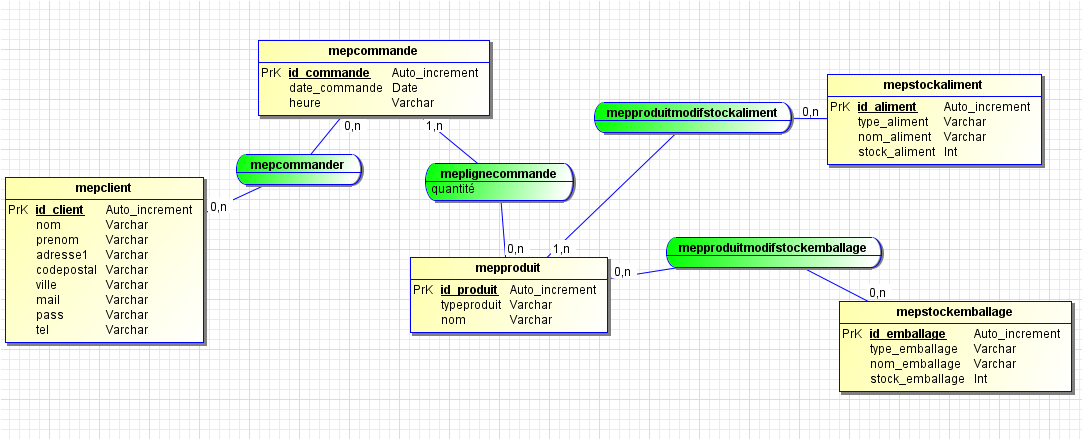 mepcommande
PrK id_commande Auto_increment
date_commande Date
heure Varchar
0,n
1,n
mepcommander
meplignecommande
quantité
mepproduitmodifstockaliment
0,n
mepstockaliment
PrK id_aliment Auto_increment
type_aliment Varchar
nom_aliment Varchar
stock_aliment Int
mepclient
PrK id_client Auto_increment
nom Varchar
prenom Varchar
adresse1 Varchar
codepostal Varchar
ville Varchar
mail Varchar
pass Varchar
tel Varchar
0,n
0,n
1,n
mepproduit
PrK id_produit Auto_increment
typeproduit Varchar
nom Varchar
0,n
mepproduitmodifstockemballage
0,n
mepstockemballage
PrK id_emballage Auto_increment
type_emballage Varchar
nom_emballage Varchar
stock_emballage Int